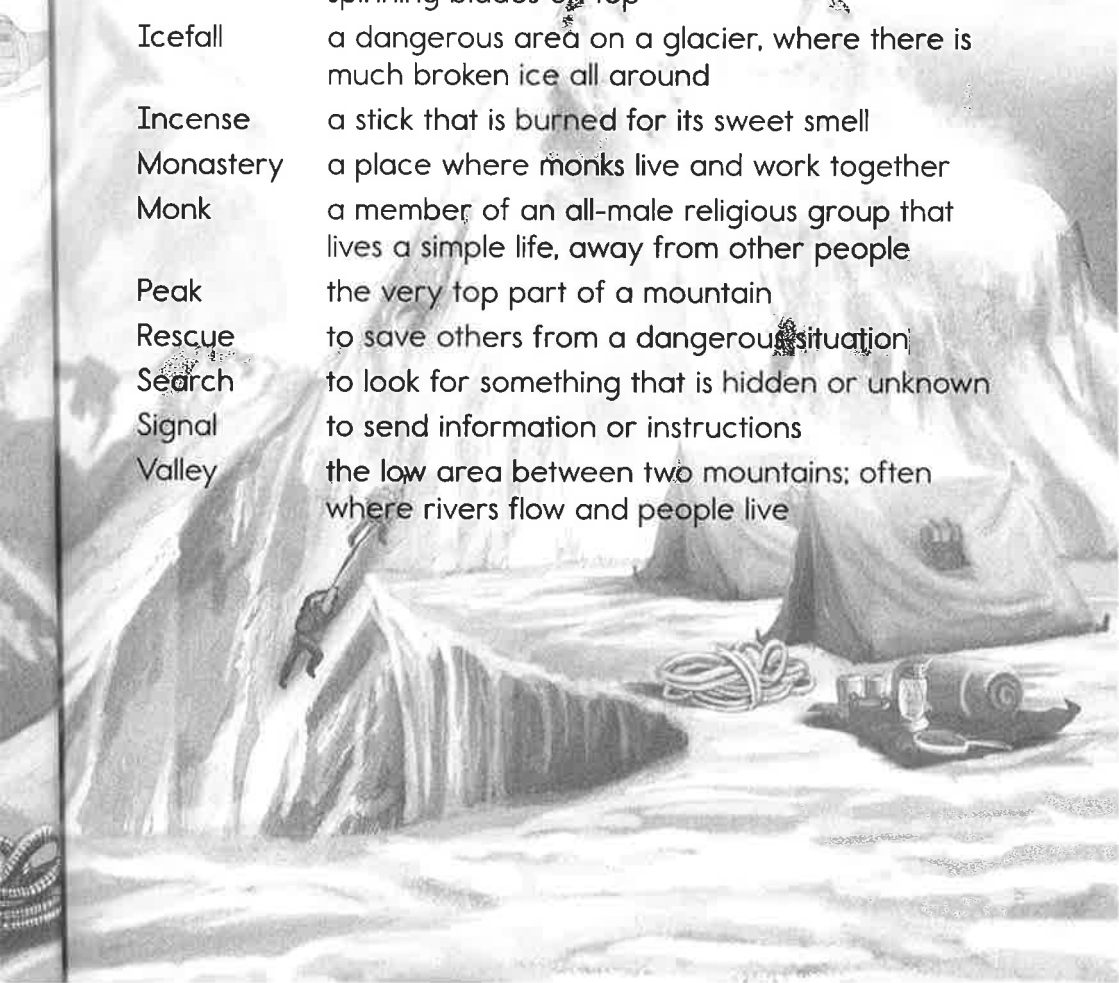 spinning blades on top
Icefall a dangerous area on a glacier, where there is
much broken ice all around
Incense a stick that is burned for its sweet smell
Monastery a place where monks live and work together
Monk a member of an all-male religious group that
lives a simple life, away from other people
Peak the very top part of a mountain
Rescue to save others from a dangerous situation
Search to look for something that is hidden or unknown
Signal to send information or instructions
Valley the low area between two mountains; often
where rivers flow and people live